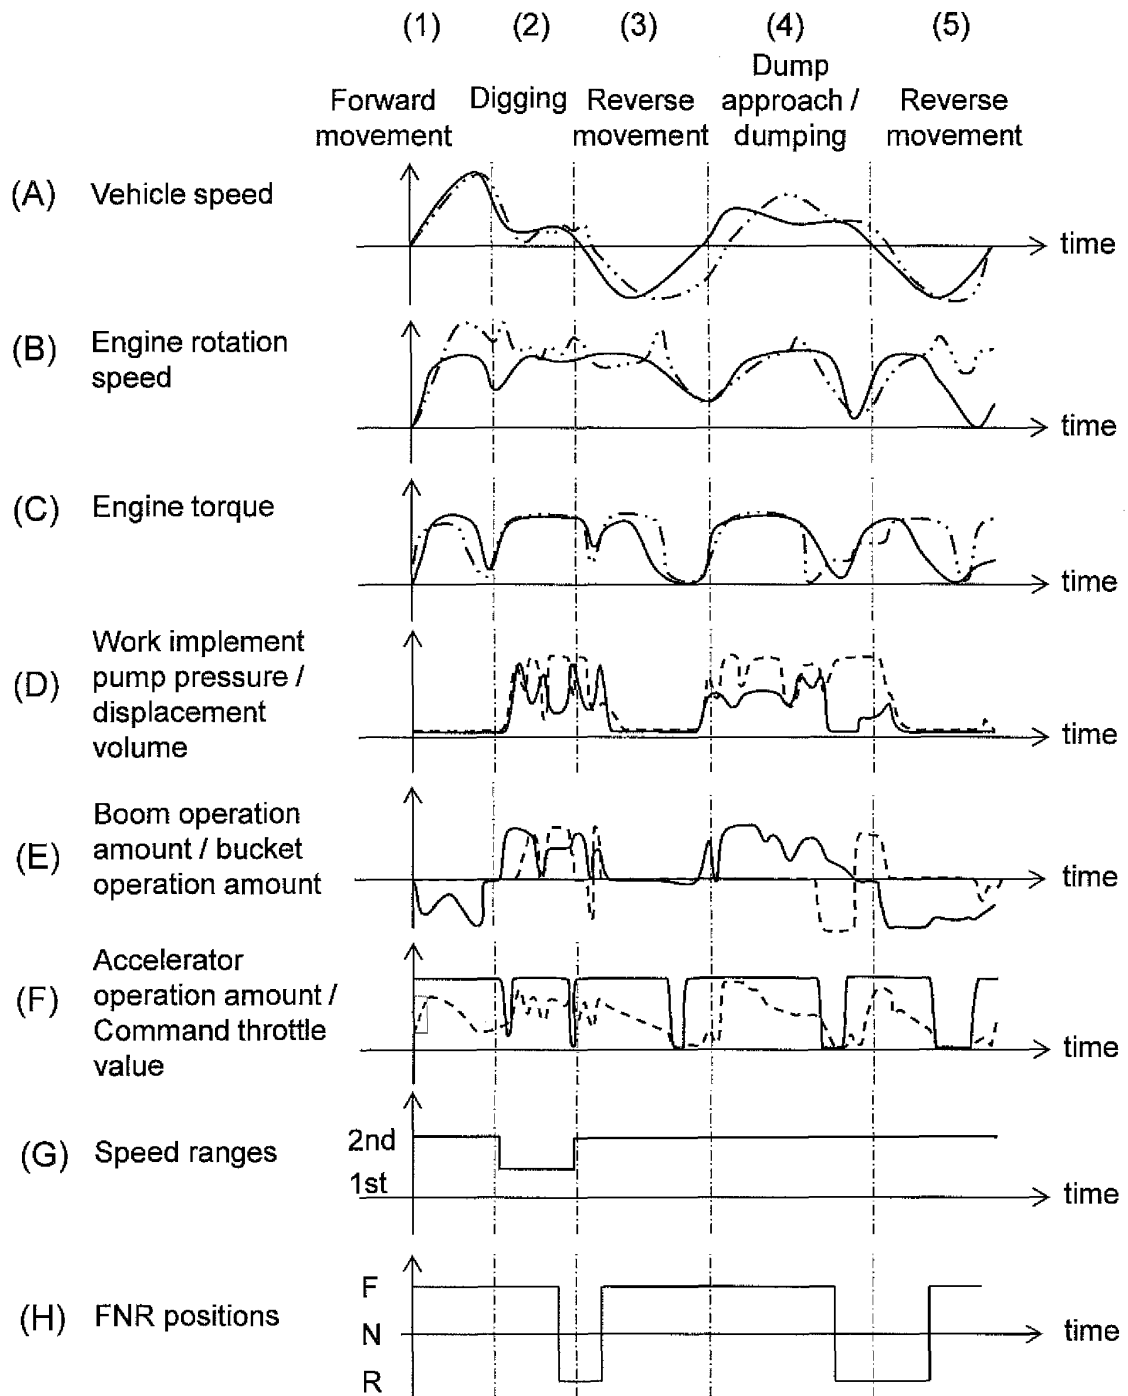 (1) (2) (3) (4) (5)
Forward
movement
Digging
Reverse
movement
Dump
approach /
dumping
Reverse
movement
(A) Vehicle speed
time
(B) Engine rotation
speed
time
(C) Engine torque
time
(D) Work implement
pump pressure /
displacement
volume
time
(E) Boom operation
amount / bucket
operation amount
time
(F) Accelerator
operation amount /
Command throttle
value
time
(G) Speed ranges
2nd
1st
time
(H) FNR positions
F
N
R
time